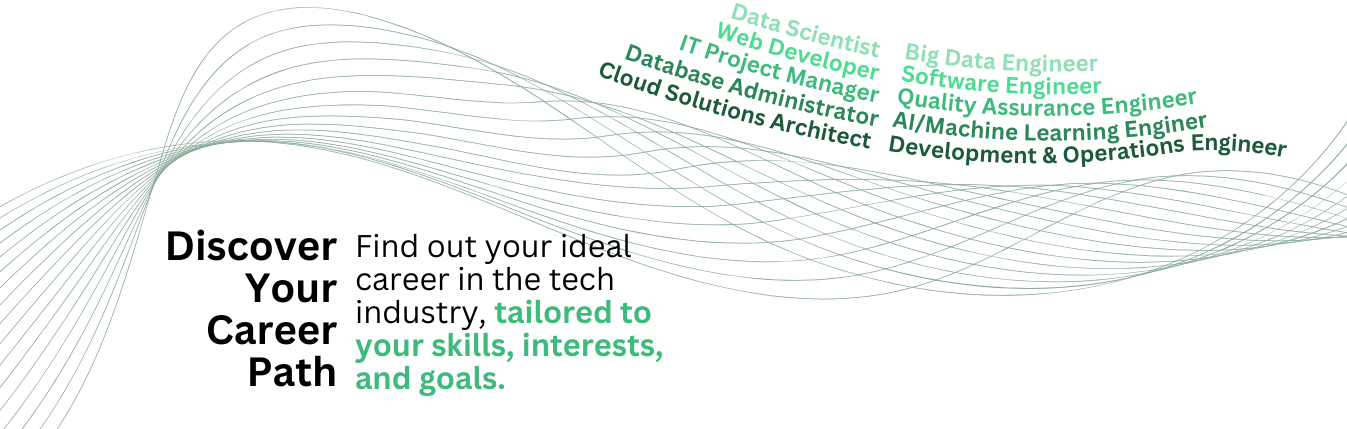 Data Scientist
Web Developer
IT Project Manager
Database Administrator
Cloud Solutions Architect
Big Data Engineer
Software Engineer
Quality Assurance Engineer
AI/Machine Learning Enginer
Development & Operations Engineer
Discover
Your
Career
Path
Find out your ideal
career in the tech
industry, tailored to
your skills, interests,
and goals.